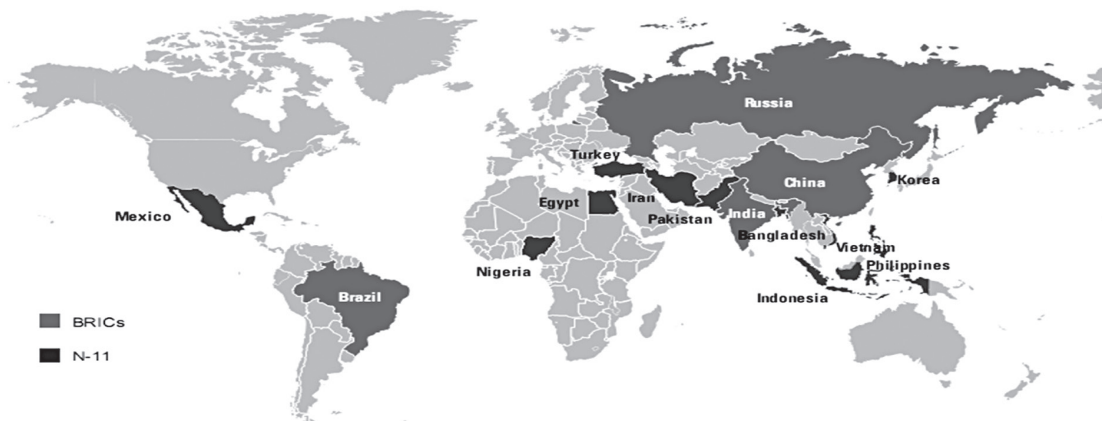 Russia
Turkey
China
Korea
Mexico
Egypt
Iran
Pakistan
India
Bangladesh
Vietnam
Nigeria
Philippines
Brazil
Indonesia
BRICs
N-11